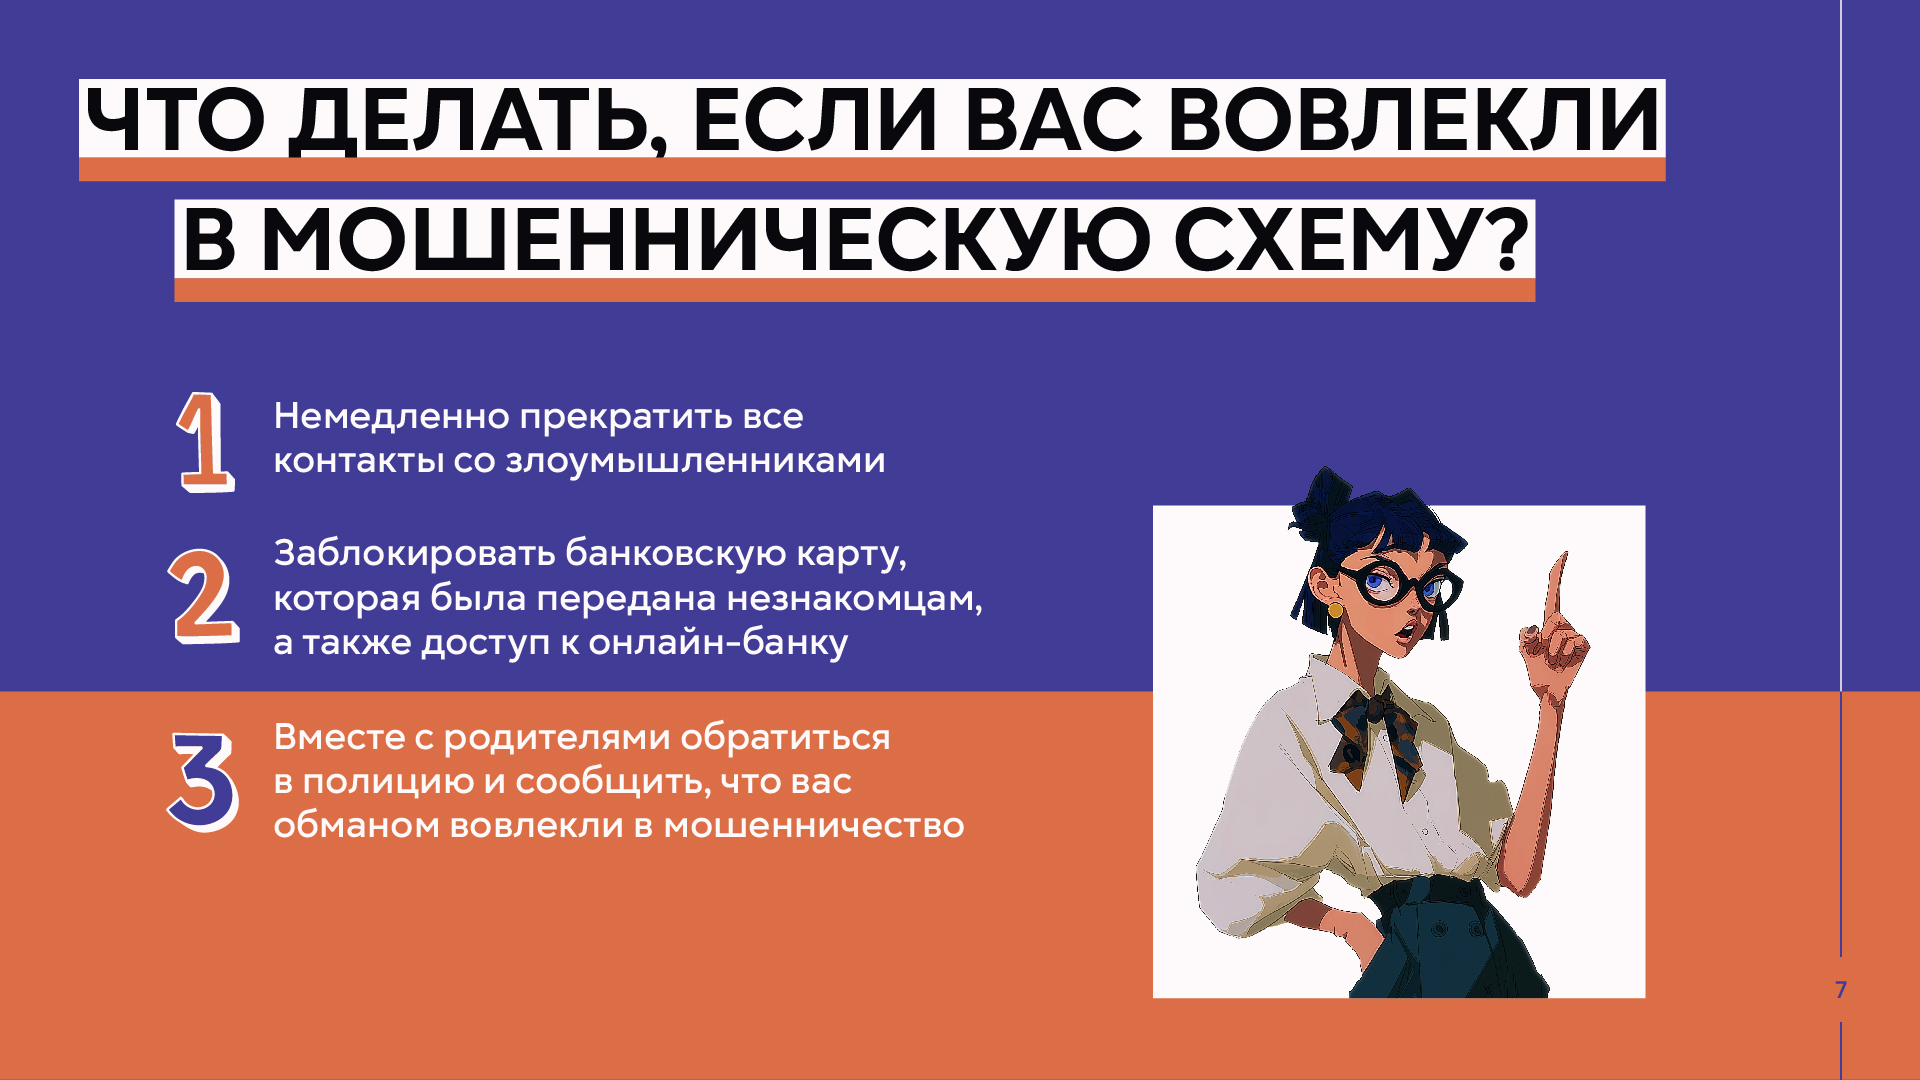 ЧТО ДЕЛАТЬ, ЕСЛИ ВАС ВОВЛЕКЛИ
В МОШЕННИЧЕСКУЮ СХЕМУ?
1
Немедленно прекратить все
контакты со злоумышленниками
2
Заблокировать банковскую карту,
которая была передана незнакомцам,
а также доступ к онлайн-банку
3
Вместе с родителями обратиться
в полицию и сообщить, что вас
обманом вовлекли в мошенничество
7